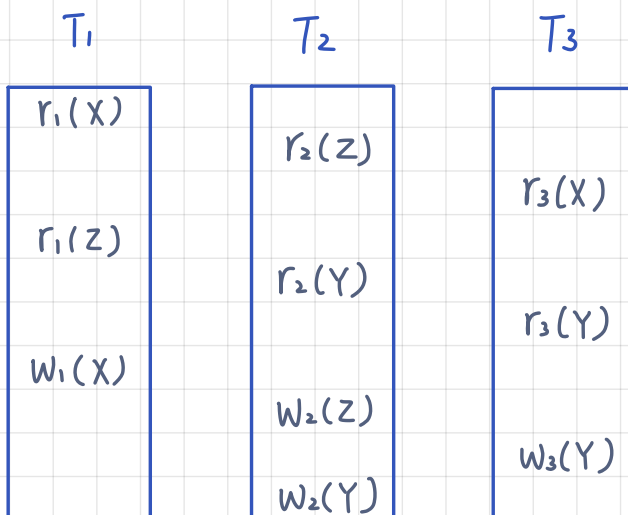 T₁ T₂ T₃
r₁(X)
r₂(Z)
r₃(X)
r₁(Z)
r₂(Y)
r₃(Y)
w₁(X)
w₂(Z)
w₃(Y)
w₂(Y)